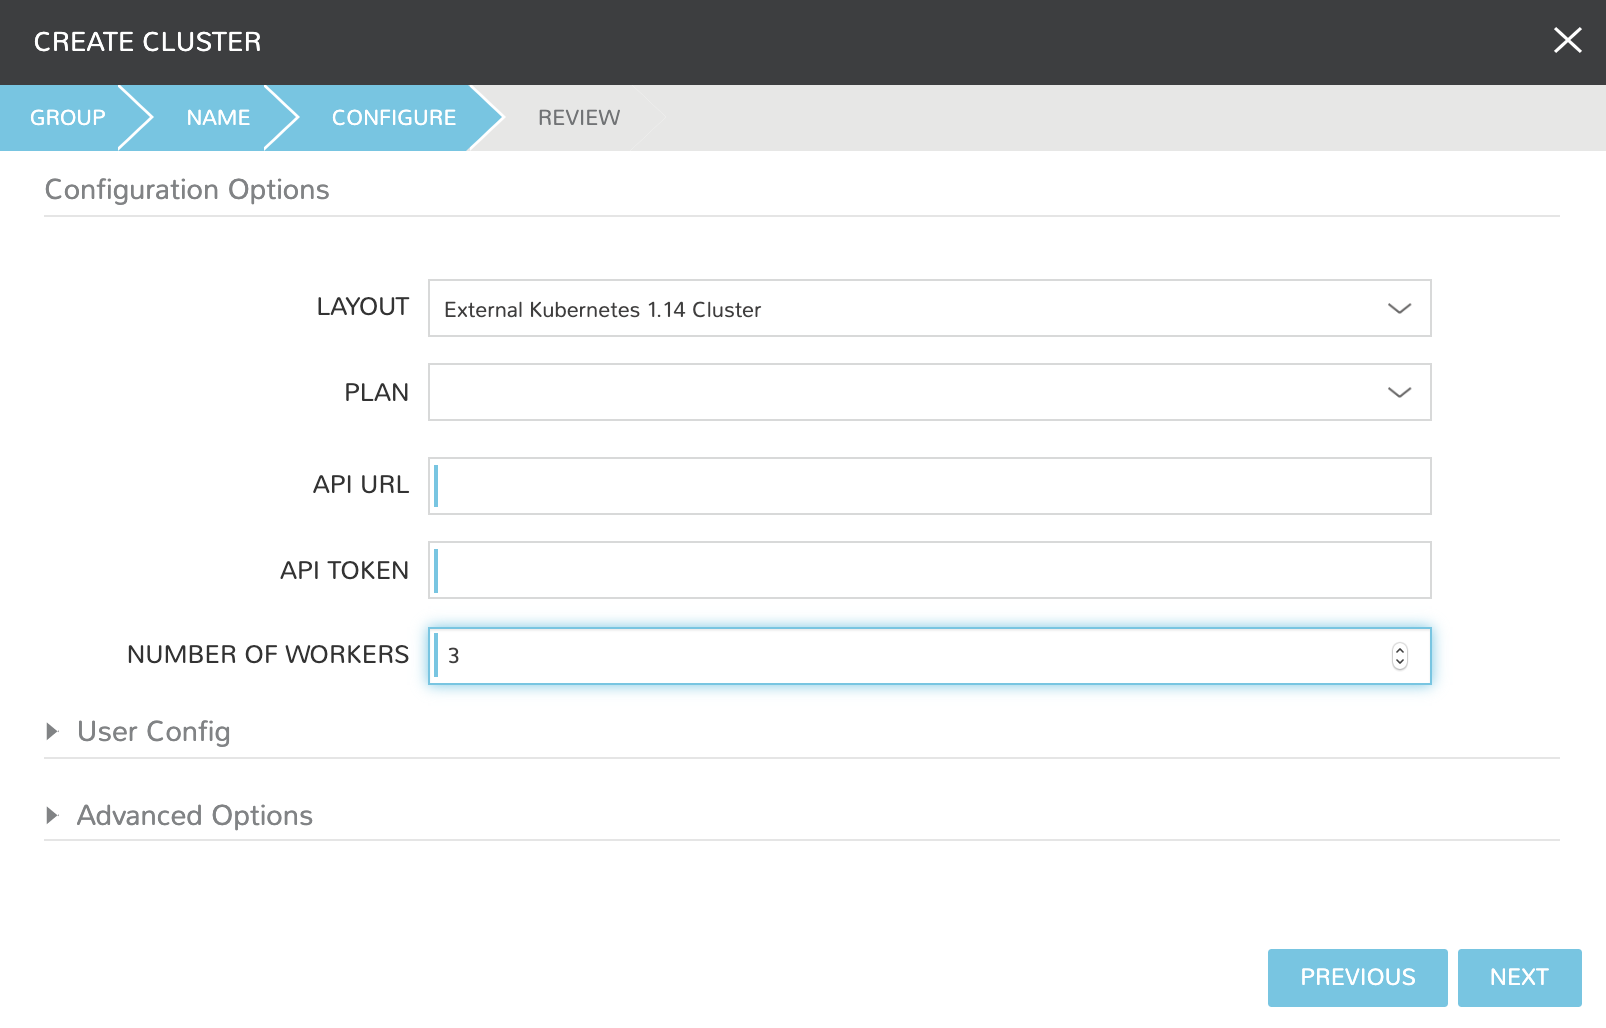 CREATE CLUSTER
GROUP NAME CONFIGURE REVIEW
Configuration Options
LAYOUT External Kubernetes 1.14 Cluster
PLAN
API URL
API TOKEN
NUMBER OF WORKERS 3
User Config
Advanced Options
PREVIOUS NEXT